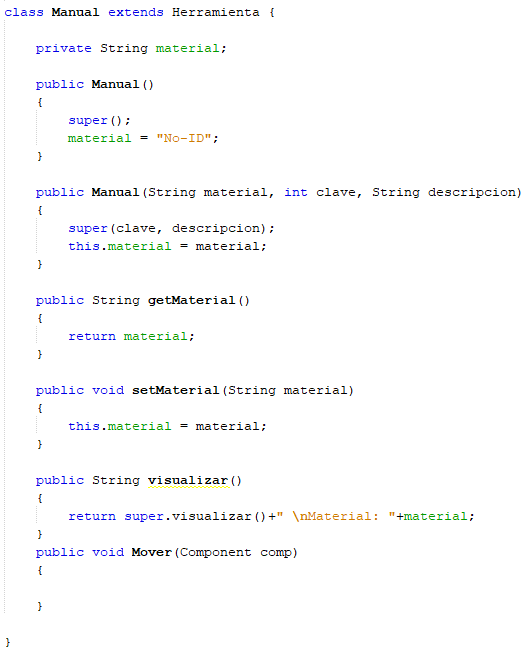 class Manual extends Herramienta {
private String material;
public Manual()
{
super();
material = "No-ID";
}
public Manual(String material, int clave, String descripcion)
{
super(clave, descripcion);
this.material = material;
}
public String getMaterial()
{
return material;
}
public void setMaterial(String material)
{
this.material = material;
}
public String visualizar()
{
return super.visualizar()+" \nMaterial: "+material;
}
public void Mover(Component comp)
{
}
}